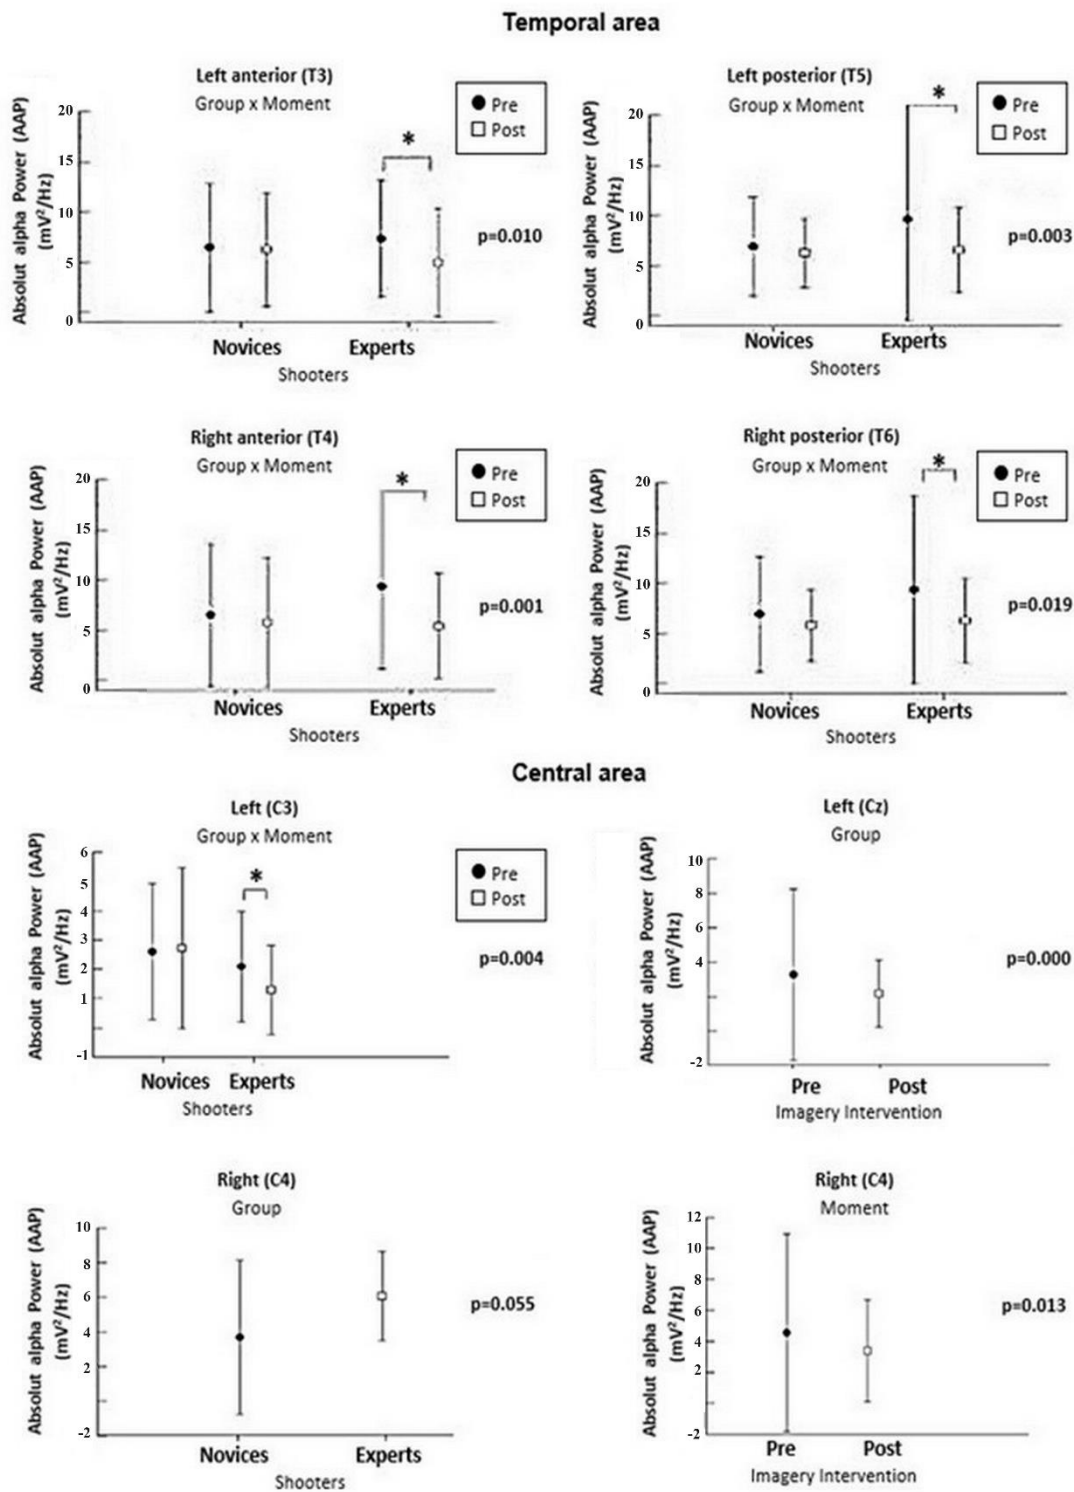 Temporal area
Left anterior (T3)
Group x Moment
Pre
Post
*
Absolut alpha Power (AAP)
(mV²/Hz)
20
15
10
5
0
p=0.010
Novices
Experts
Shooters
Left posterior (T5)
Group x Moment
Pre
Post
*
Absolut alpha Power (AAP)
(mV²/Hz)
20
15
10
5
0
p=0.003
Novices
Experts
Shooters
Right anterior (T4)
Group x Moment
Pre
Post
*
Absolut alpha Power (AAP)
(mV²/Hz)
20
15
10
5
0
p=0.001
Novices
Experts
Shooters
Right posterior (T6)
Group x Moment
Pre
Post
*
Absolut alpha Power (AAP)
(mV²/Hz)
20
15
10
5
0
p=0.019
Novices
Experts
Shooters
Central area
Left (C3)
Group x Moment
Pre
Post
*
Absolut alpha Power (AAP)
(mV²/Hz)
6
5
4
3
2
1
-1
p=0.004
Novices
Experts
Shooters
Left (Cz)
Group
Absolut alpha Power (AAP)
(mV²/Hz)
10
8
6
4
-2
p=0.000
Pre
Post
Imagery Intervention
Right (C4)
Group
Absolut alpha Power (AAP)
(mV²/Hz)
10
8
6
4
2
-2
p=0.055
Novices
Experts
Shooters
Right (C4)
Moment
Absolut alpha Power (AAP)
(mV²/Hz)
12
10
8
6
4
2
-2
p=0.013
Pre
Post
Imagery Intervention